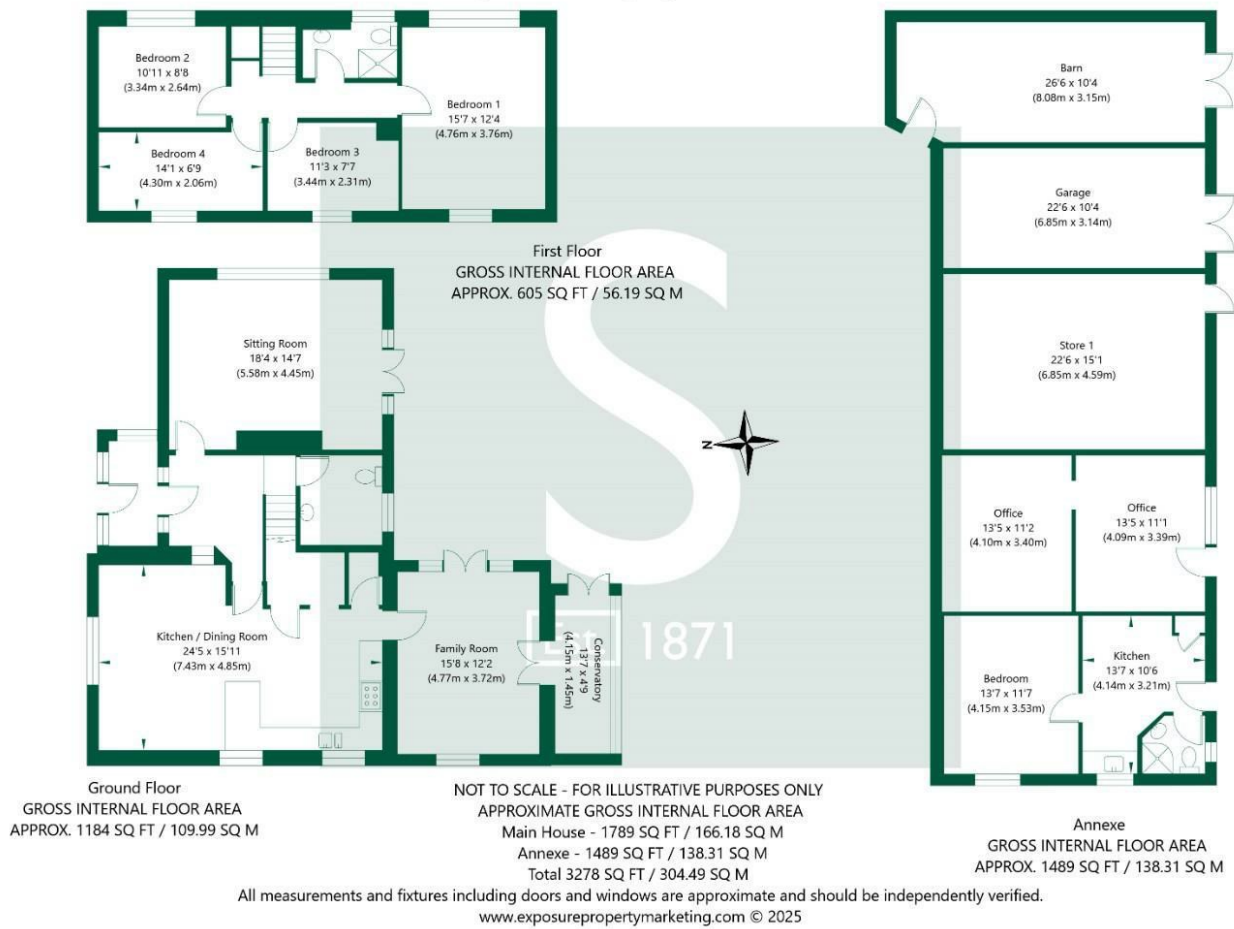 Bedroom 2
10'11 x 8'8
(3.34m x 2.64m)
Bedroom 1
15'7 x 12'4
(4.76m x 3.76m)
Bedroom 4
14'1 x 6'9
(4.30m x 2.06m)
Bedroom 3
11'3 x 7'7
(3.44m x 2.31m)
First Floor
GROSS INTERNAL FLOOR AREA
APPROX. 605 SQ FT / 56.19 SQ M
Sitting Room
18'4 x 14'7
(5.58m x 4.45m)
Kitchen / Dining Room
24'5 x 15'11
(7.43m x 4.85m)
Family Room
15'8 x 12'2
(4.77m x 3.72m)
Conservatory
13'7 x 4'9
(4.15m x 1.45m)
S
Est. 1871
N
Barn
26'6 x 10'4
(8.08m x 3.15m)
Garage
22'6 x 10'4
(6.85m x 3.14m)
Store 1
22'6 x 15'1
(6.85m x 4.59m)
Office
13'5 x 11'2
(4.10m x 3.40m)
Office
13'5 x 11'1
(4.09m x 3.39m)
Bedroom
13'7 x 11'7
(4.15m x 3.53m)
Kitchen
13'7 x 10'6
(4.14m x 3.21m)
Ground Floor
GROSS INTERNAL FLOOR AREA
APPROX. 1184 SQ FT / 109.99 SQ M
NOT TO SCALE - FOR ILLUSTRATIVE PURPOSES ONLY
APPROXIMATE GROSS INTERNAL FLOOR AREA
Main House - 1789 SQ FT / 166.18 SQ M
Annexe - 1489 SQ FT / 138.31 SQ M
Total 3278 SQ FT / 304.49 SQ M
Annexe
GROSS INTERNAL FLOOR AREA
APPROX. 1489 SQ FT / 138.31 SQ M
All measurements and fixtures including doors and windows are approximate and should be independently verified.
www.exposurepropertymarketing.com © 2025